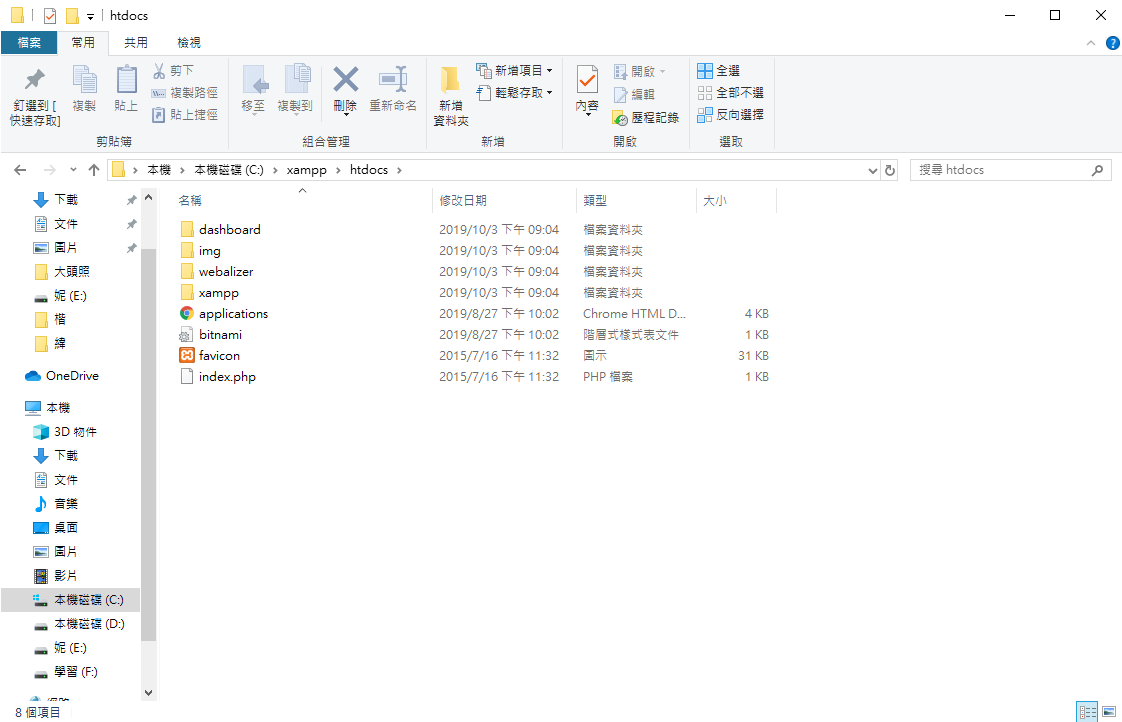 htdocs
檔案 常用 共用 檢視
釘選到 [快速存取]
複製
貼上
剪下
複製路徑
貼上捷徑
剪貼簿
移至
複製到
刪除
重新命名
組合管理
新增資料夾
新增項目
輕鬆存取
新增
內容
開啟
編輯
歷程記錄
開啟
全選
全部不選
反向選擇
選取
本機 › 本機磁碟 (C:) › xampp › htdocs ›
搜尋 htdocs
下載
文件
圖片
大頭照
妮 (E:)
楷
緯
OneDrive
本機
3D 物件
下載
文件
音樂
桌面
圖片
影片
本機磁碟 (C:)
本機磁碟 (D:)
妮 (E:)
學習 (F:)
名稱 修改日期 類型 大小
dashboard 2019/10/3 下午 09:04 檔案資料夾
img 2019/10/3 下午 09:04 檔案資料夾
webalizer 2019/10/3 下午 09:04 檔案資料夾
xampp 2019/10/3 下午 09:04 檔案資料夾
applications 2019/8/27 下午 10:02 Chrome HTML D... 4 KB
bitnami 2019/8/27 下午 10:02 階層式樣式表文件 1 KB
favicon 2015/7/16 下午 11:32 圖示 31 KB
index.php 2015/7/16 下午 11:32 PHP 檔案 1 KB
8 個項目